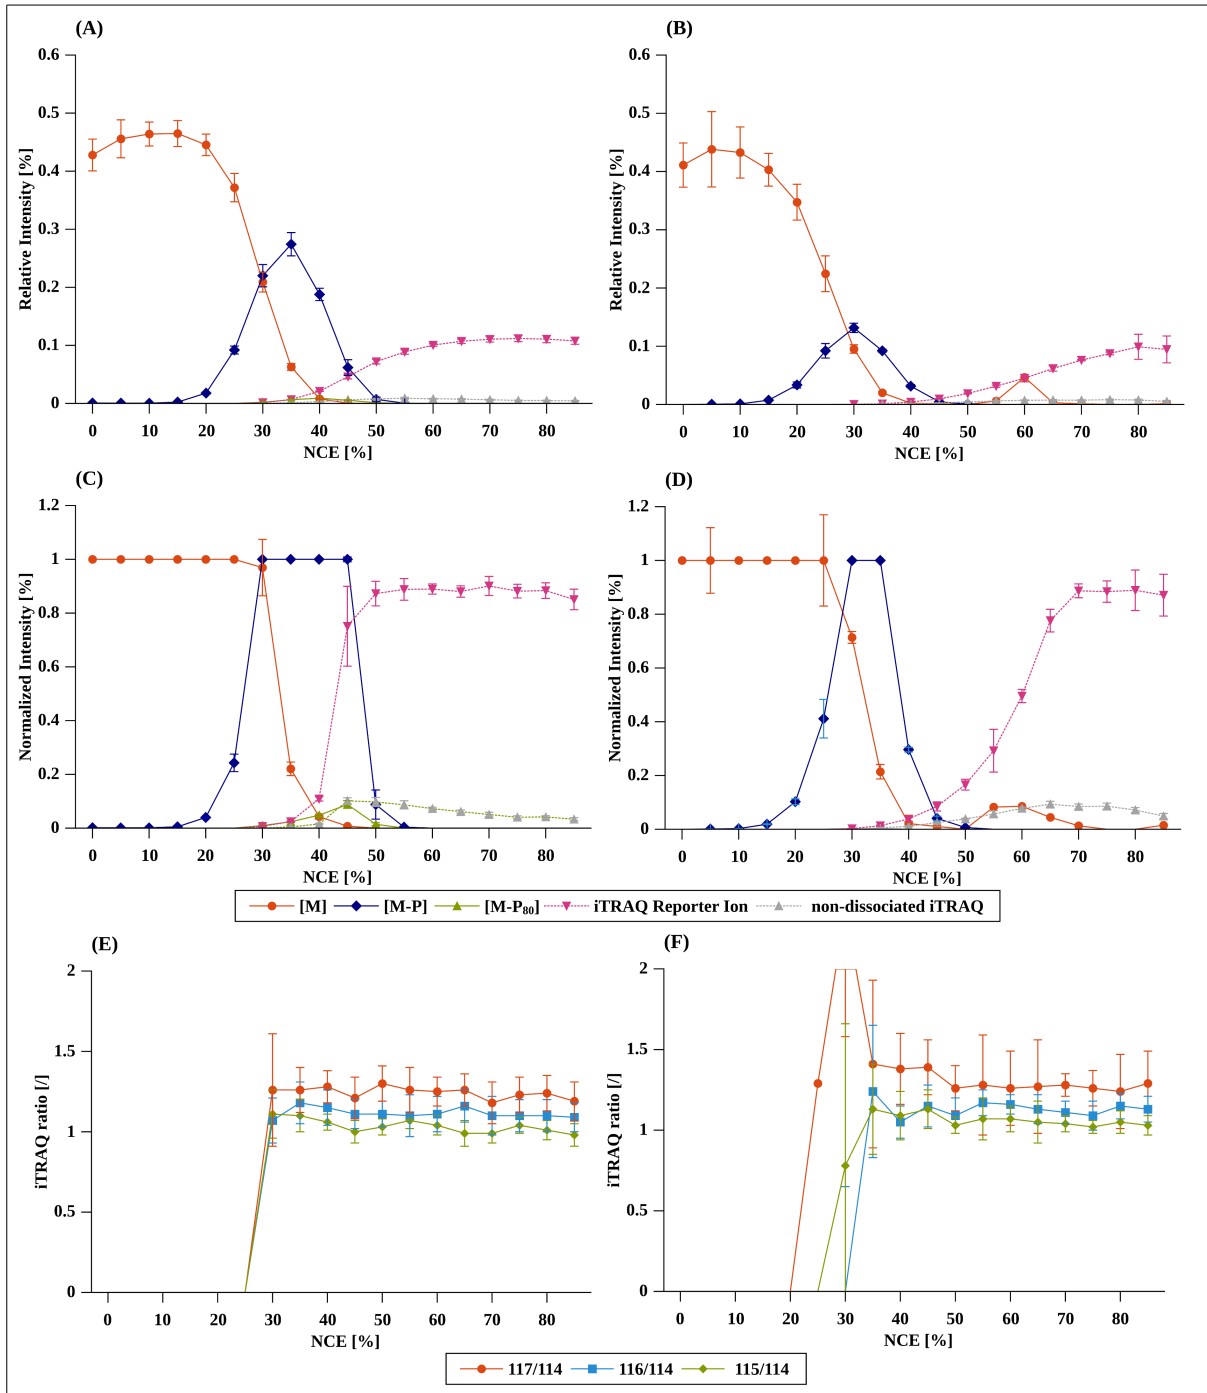 (A)
0.6
0.5
0.4
0.3
0.2
0.1
0
Relative Intensity [%]
0 10 20 30 40 50 60 70 80
NCE [%]
(B)
0.6
0.5
0.4
0.3
0.2
0.1
0
Relative Intensity [%]
0 10 20 30 40 50 60 70 80
NCE [%]
(C)
1.2
1
0.8
0.6
0.4
0.2
0
Normalized Intensity [%]
0 10 20 30 40 50 60 70 80
NCE [%]
(D)
1.2
1
0.8
0.6
0.4
0.2
0
Normalized Intensity [%]
0 10 20 30 40 50 60 70 80
NCE [%]
[M] [M-P] [M-P₈₀] iTRAQ Reporter Ion non-dissociated iTRAQ
(E)
2
1.5
1
0.5
0
iTRAQ ratio [/]
0 10 20 30 40 50 60 70 80
NCE [%]
(F)
2
1.5
1
0.5
0
iTRAQ ratio [/]
0 10 20 30 40 50 60 70 80
NCE [%]
117/114 116/114 115/114